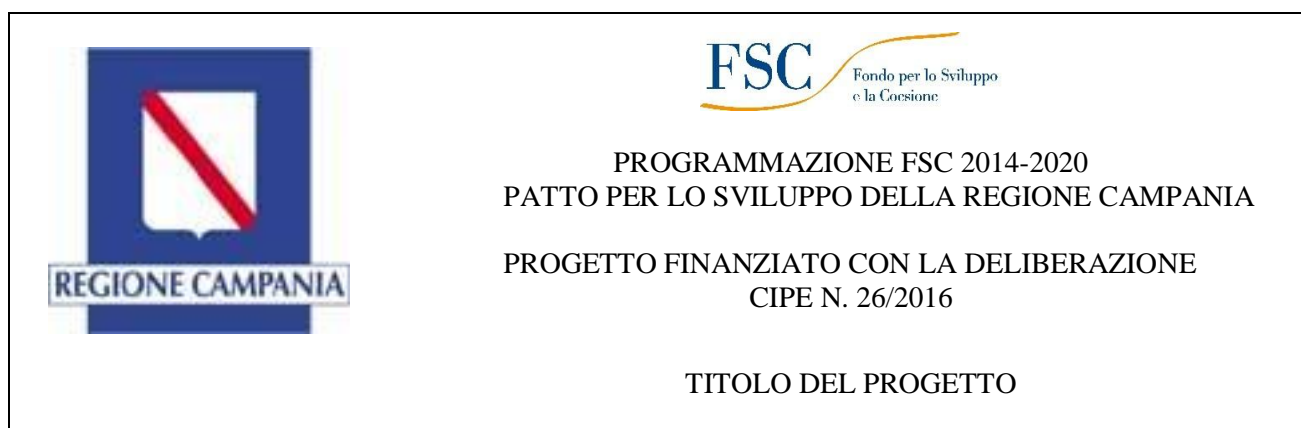 REGIONE CAMPANIA
FSC
Fondo per lo Sviluppo
e la Coesione
PROGRAMMAZIONE FSC 2014-2020
PATTO PER LO SVILUPPO DELLA REGIONE CAMPANIA
PROGETTO FINANZIATO CON LA DELIBERAZIONE
CIPE N. 26/2016
TITOLO DEL PROGETTO